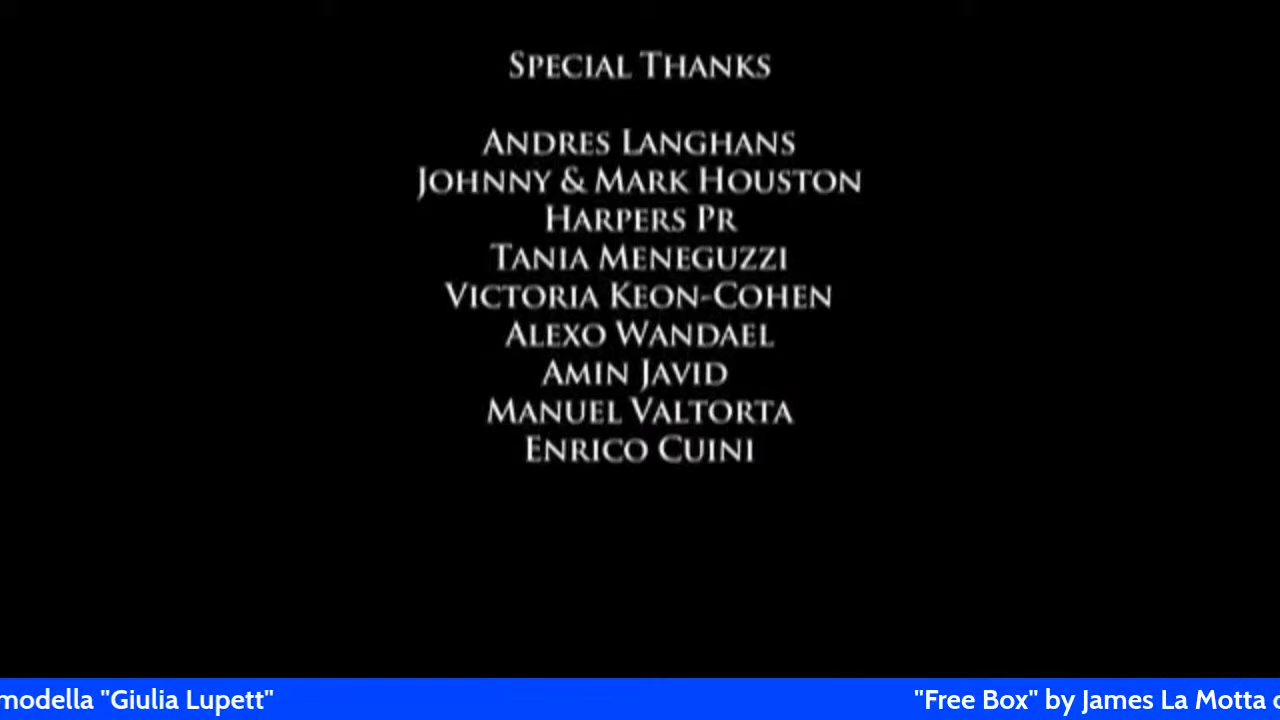 Special Thanks
Andres Langhans
Johnny & Mark Houston
Harpers Pr
Tania Meneguzzi
Victoria Keon-Cohen
Alexo Wandael
Amin Javid
Manuel Valtorta
Enrico Cuini
modella "Giulia Lupett" "Free Box" by James La Motta